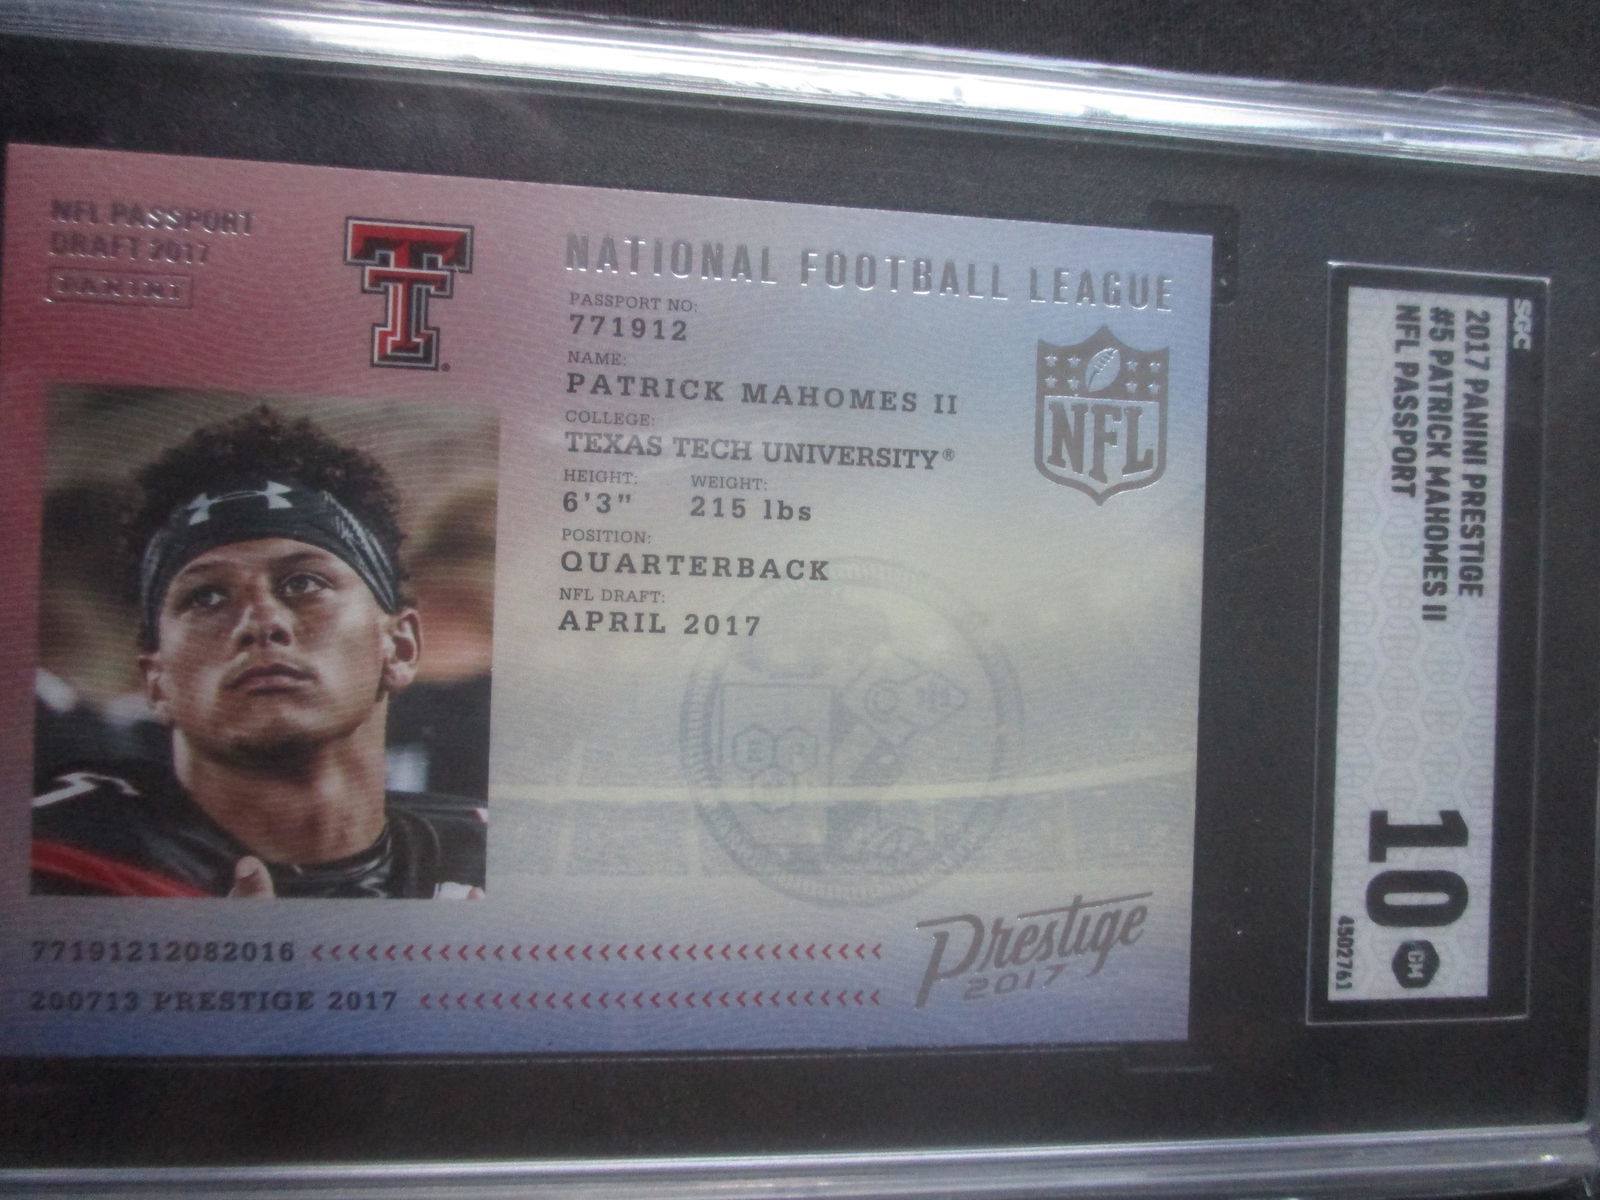 NFL PASSPORT
DRAFT 2017
PANINI
NATIONAL FOOTBALL LEAGUE
PASSPORT NO:
771912
NAME:
PATRICK MAHOMES II
COLLEGE:
TEXAS TECH UNIVERSITY®
HEIGHT: WEIGHT:
6'3" 215 lbs
POSITION:
QUARTERBACK
NFL DRAFT:
APRIL 2017
NFL
77191212082016 ‹‹‹‹‹‹‹‹‹‹‹‹‹‹‹‹‹‹‹‹‹‹‹‹‹‹‹‹‹‹‹‹
200713 PRESTIGE 2017 ‹‹‹‹‹‹‹‹‹‹‹‹‹‹‹‹‹‹‹‹‹‹‹‹‹‹
Prestige
2017
SGC
2017 PANINI PRESTIGE
#5 PATRICK MAHOMES II
NFL PASSPORT
10
GM
4502761